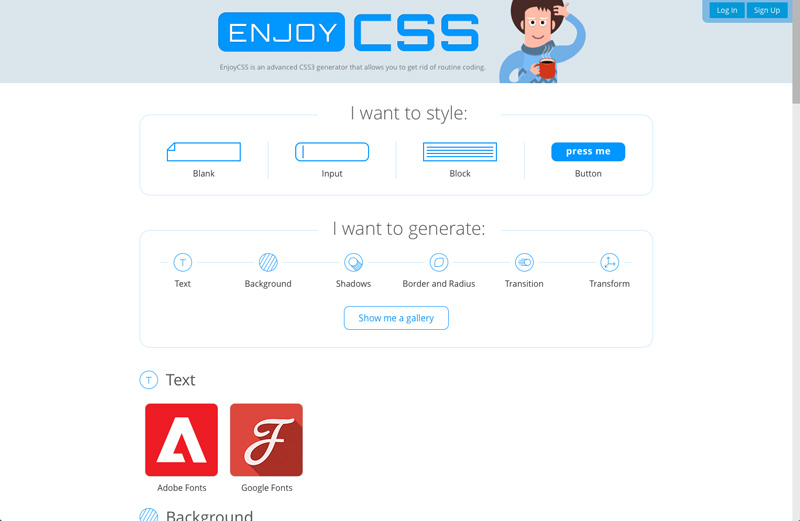 Log In Sign Up
ENJOY CSS
EnjoyCSS is an advanced CSS3 generator that allows you to get rid of routine coding.
I want to style:
press me
Blank Input Block Button
I want to generate:
T
Text Background Shadows Border and Radius Transition Transform
Show me a gallery
T Text
F
Adobe Fonts Google Fonts
Background